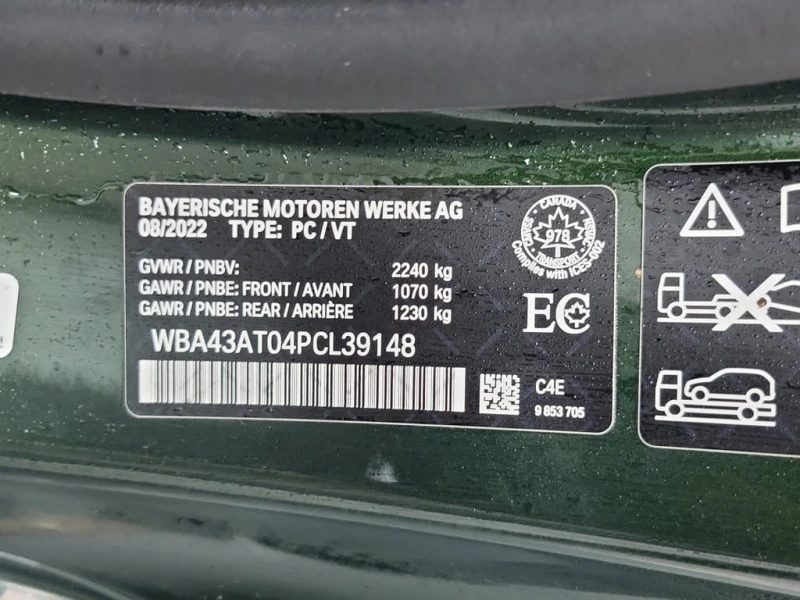 BAYERISCHE MOTOREN WERKE AG
08/2022 TYPE: PC/VT
GVWR / PNBV: 2240 kg
GAWR / PNBE: FRONT / AVANT 1070 kg
GAWR / PNBE: REAR / ARRIÈRE 1230 kg
WBA43AT04PCL39148
CANADA
978
TRANSPORT
Complies with ICES-002
EC
C4E
9 853 705